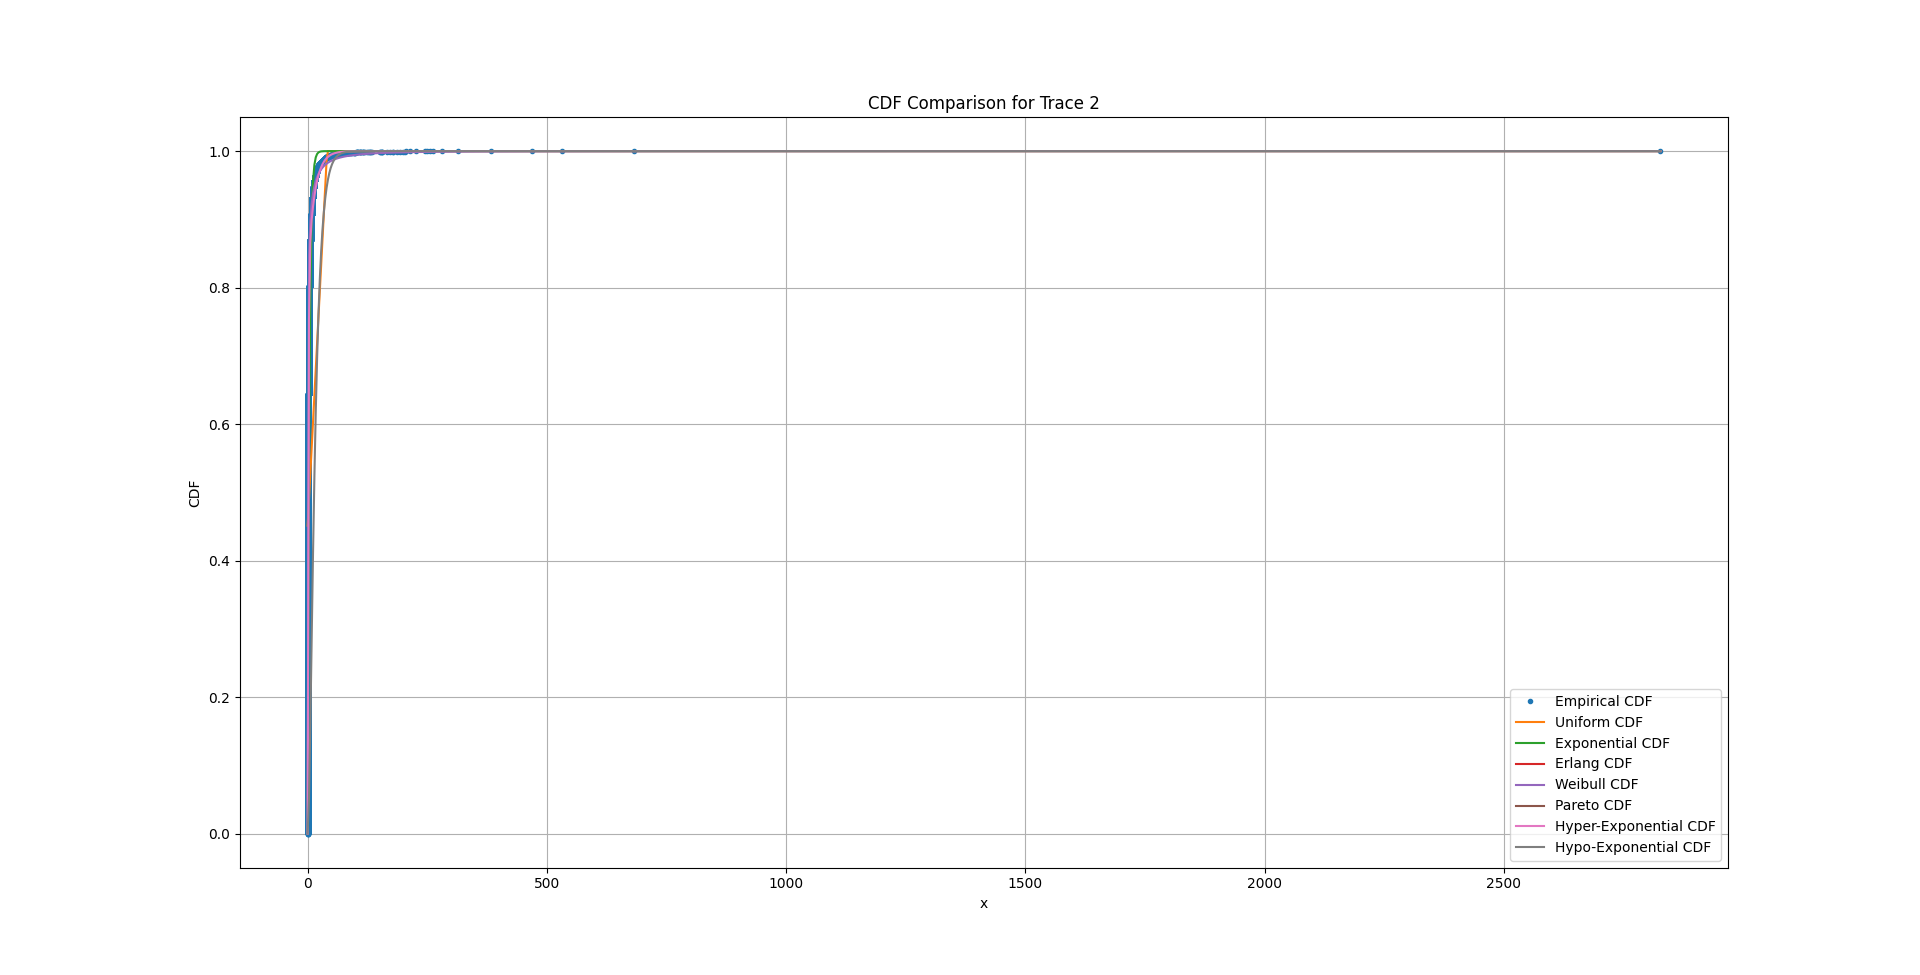 CDF Comparison for Trace 2
1.0
0.8
0.6
0.4
0.2
0.0
CDF
0 500 1000 1500 2000 2500
x
Empirical CDF
Uniform CDF
Exponential CDF
Erlang CDF
Weibull CDF
Pareto CDF
Hyper-Exponential CDF
Hypo-Exponential CDF